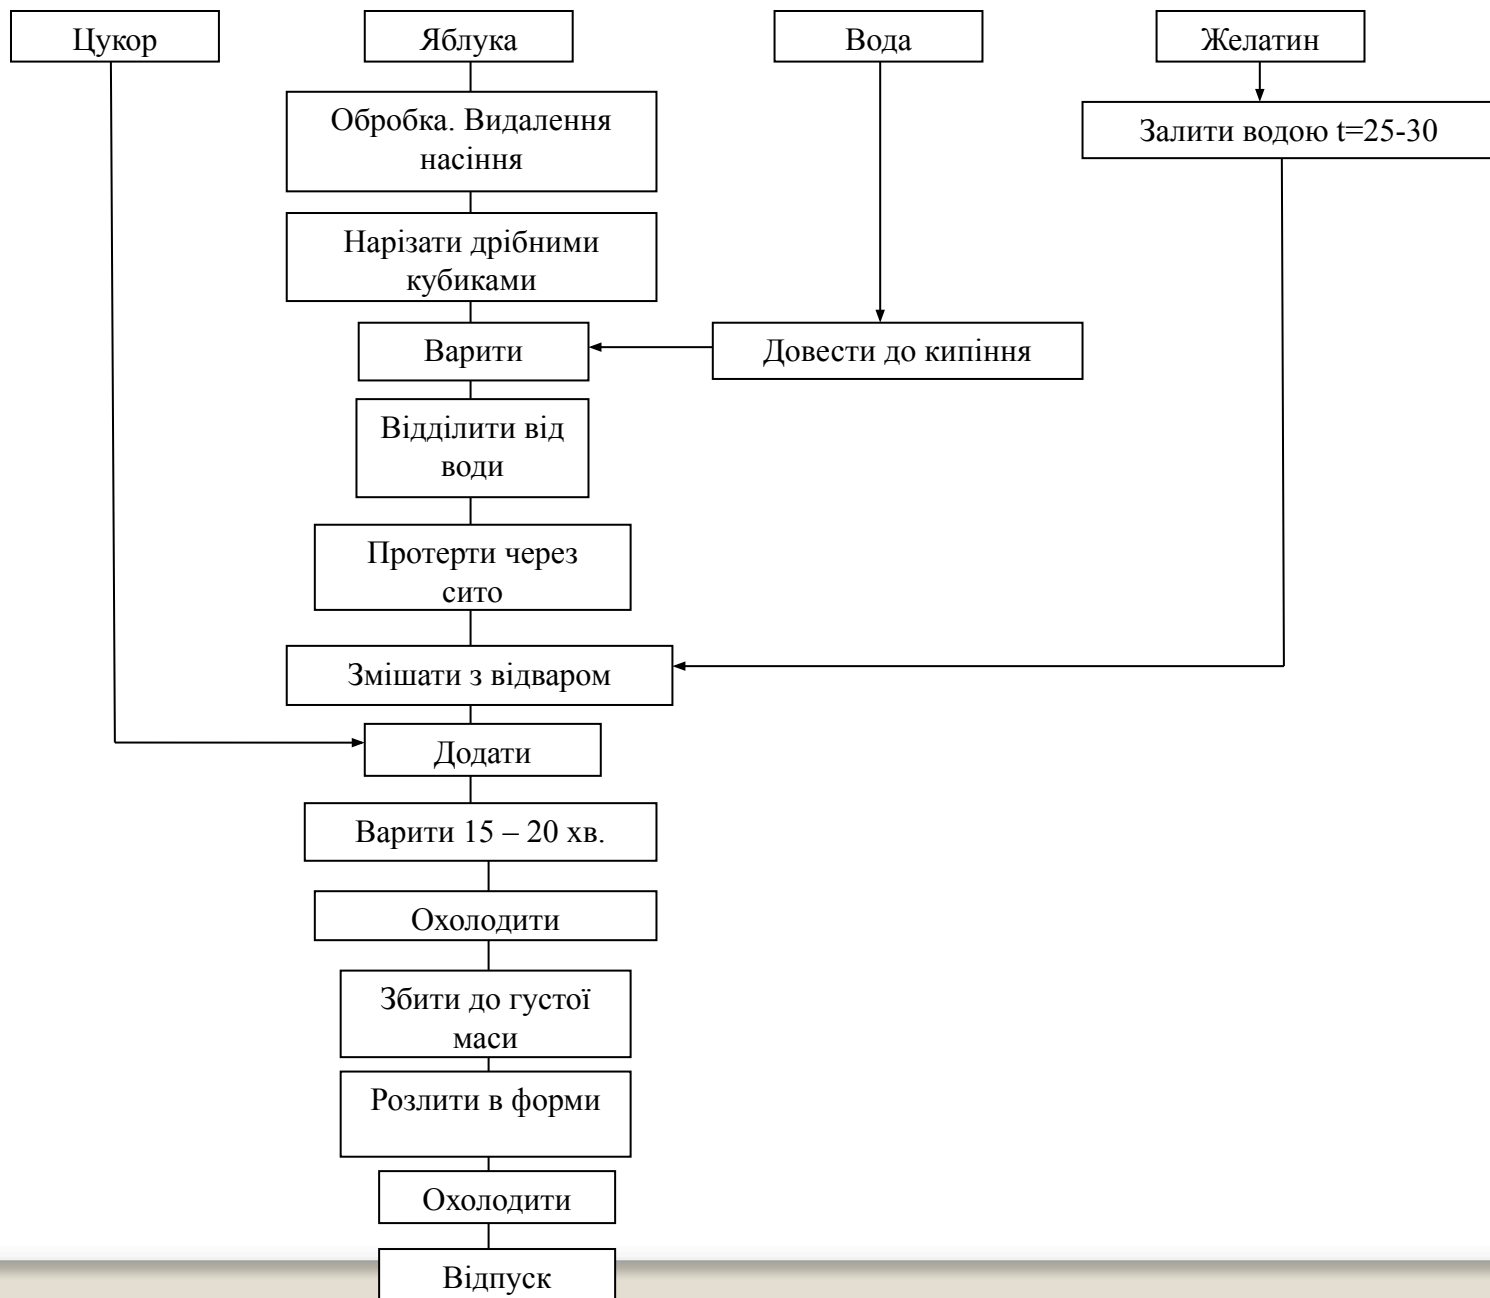 Цукор
Яблука
Вода
Желатин
Обробка. Видалення
насіння
Залити водою t=25-30
Нарізати дрібними
кубиками
Варити
Довести до кипіння
Відділити від
води
Протерти через
сито
Змішати з відваром
Додати
Варити 15 – 20 хв.
Охолодити
Збити до густої
маси
Розлити в форми
Охолодити
Відпуск